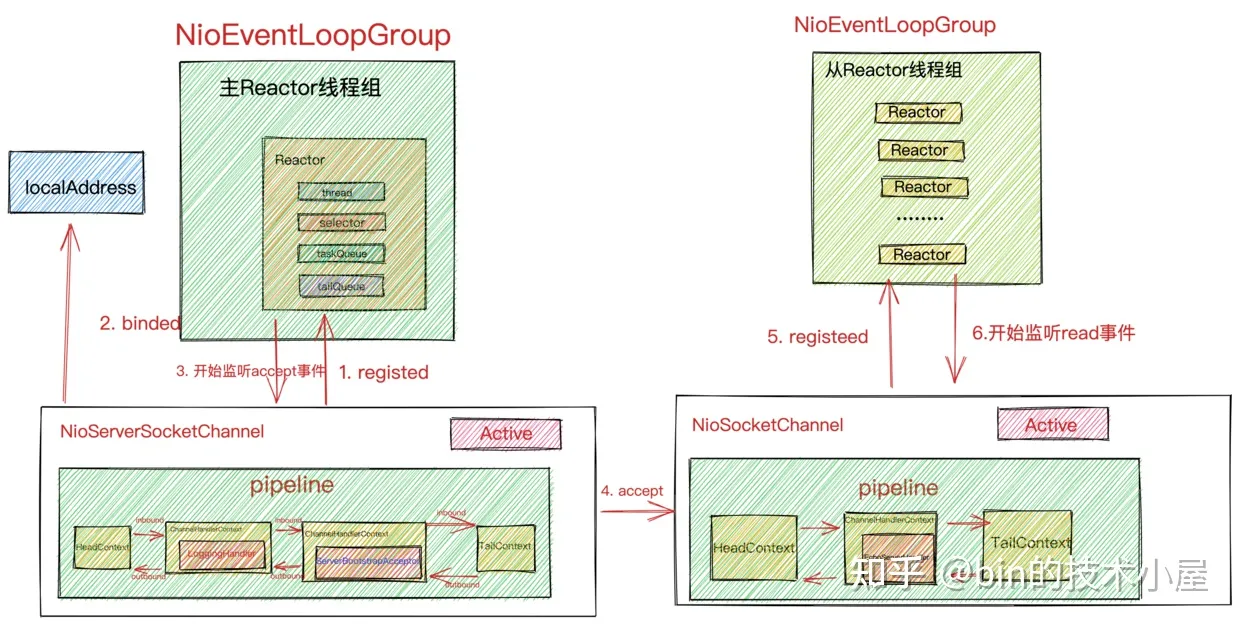 NioEventLoopGroup
主Reactor线程组
Reactor
thread
selector
taskQueue
tailQueue
localAddress
2. binded
3. 开始监听accept事件
1. registed
NioServerSocketChannel
Active
pipeline
HeadContext
inbound
outbound
ChannelHandlerContext
LoggingHandler
inbound
outbound
ChannelHandlerContext
ServerBootstrapAcceptor
inbound
outbound
TailContext
4. accept
NioEventLoopGroup
从Reactor线程组
Reactor
Reactor
Reactor
........
Reactor
5. registeed
6.开始监听read事件
NioSocketChannel
Active
pipeline
HeadContext
ChannelHandlerContext
TailContext
知乎 @bin的技术小屋